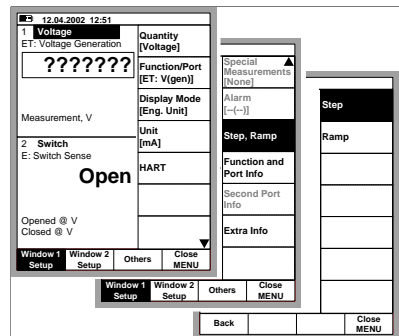 12.04.2002 12:51
1 Voltage
ET: Voltage Generation
???????
Measurement, V
2 Switch
E: Switch Sense
Open
Opened @ V
Closed @ V
Quantity
[Voltage]
Function/Port
[ET: V(gen)]
Display Mode
[Eng. Unit]
Unit
[mA]
HART
Window 1
Setup
Window 2
Setup
Others
Close
MENU
Special
Measurements
[None]
Alarm
[--(--)]
Step, Ramp
Function and
Port Info
Second Port
Info
Extra Info
Window 1
Setup
Window 2
Setup
Others
Close
MENU
Step
Ramp
Back
Close
MENU